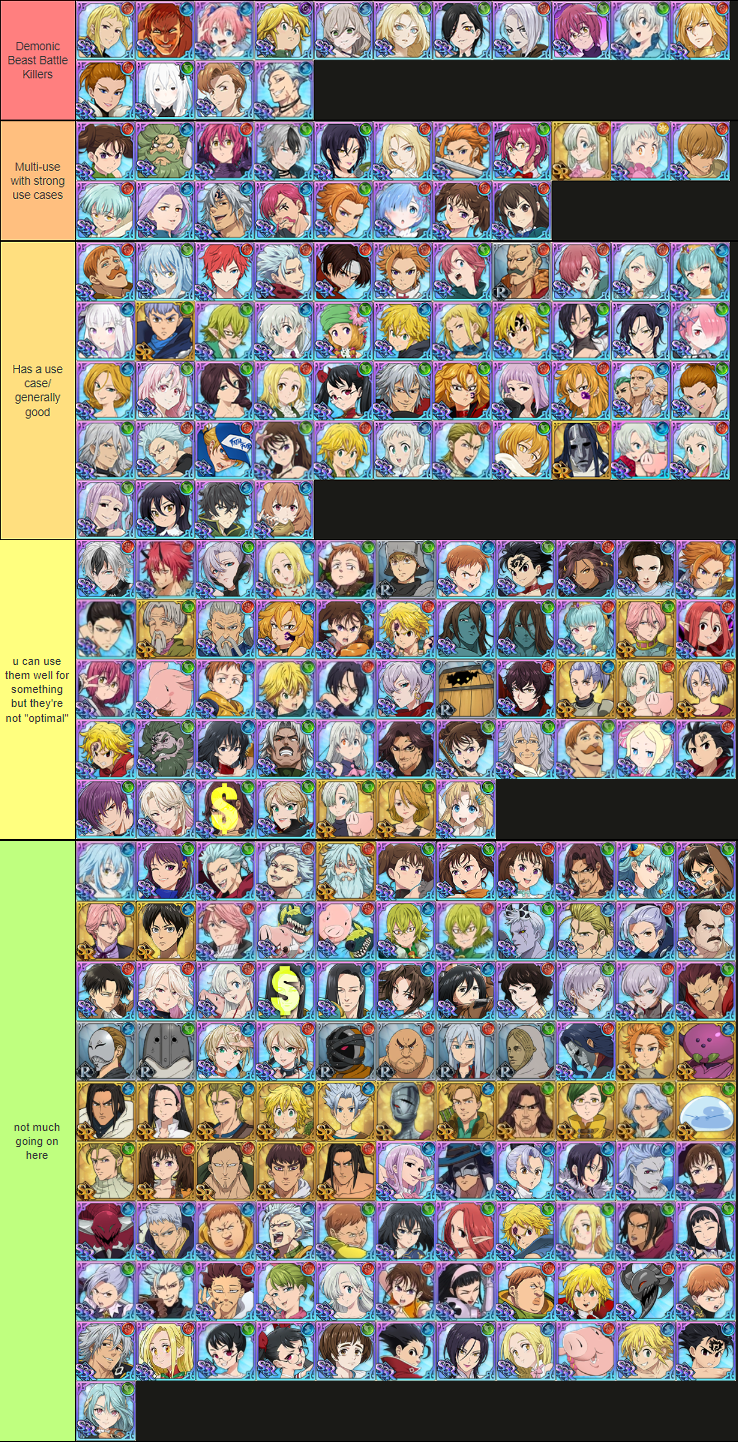 Demonic
Beast Battle
Killers
Multi-use
with strong
use cases
Has a use
case/
generally
good
u can use
them well for
something
but they're
not "optimal"
$
not much
going on
here
$